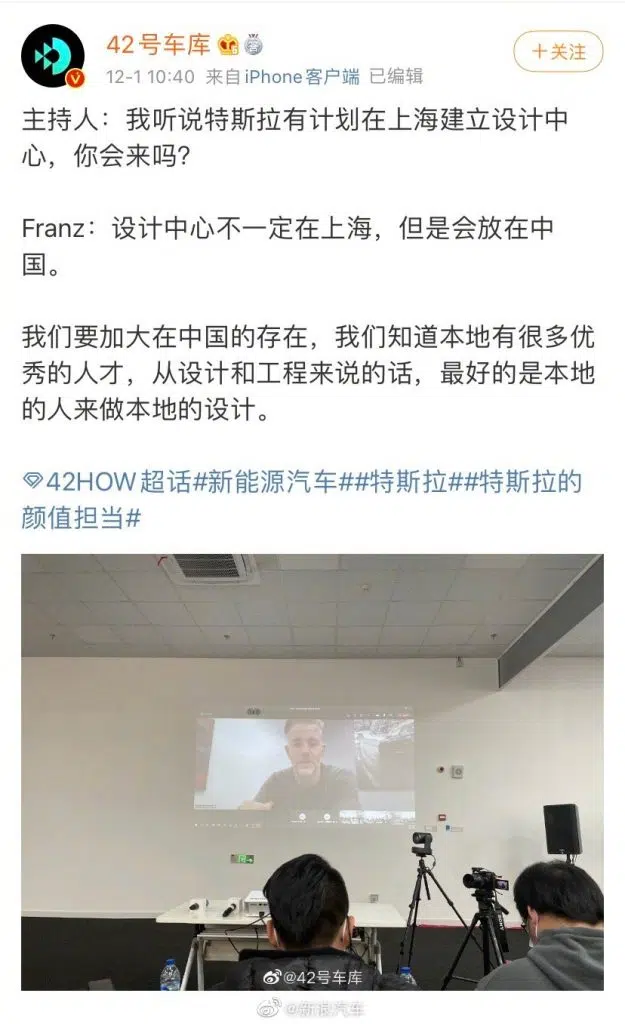 42号车库
+关注
12-1 10:40 来自iPhone客户端 已编辑
主持人：我听说特斯拉有计划在上海建立设计中
心，你会来吗？
Franz：设计中心不一定在上海，但是会放在中
国。
我们要加大在中国的存在，我们知道本地有很多优
秀的人才，从设计和工程来说的话，最好的是本地
的人来做本地的设计。
42HOW超话#新能源汽车##特斯拉##特斯拉的
颜值担当#
@42号车库
@新浪汽车